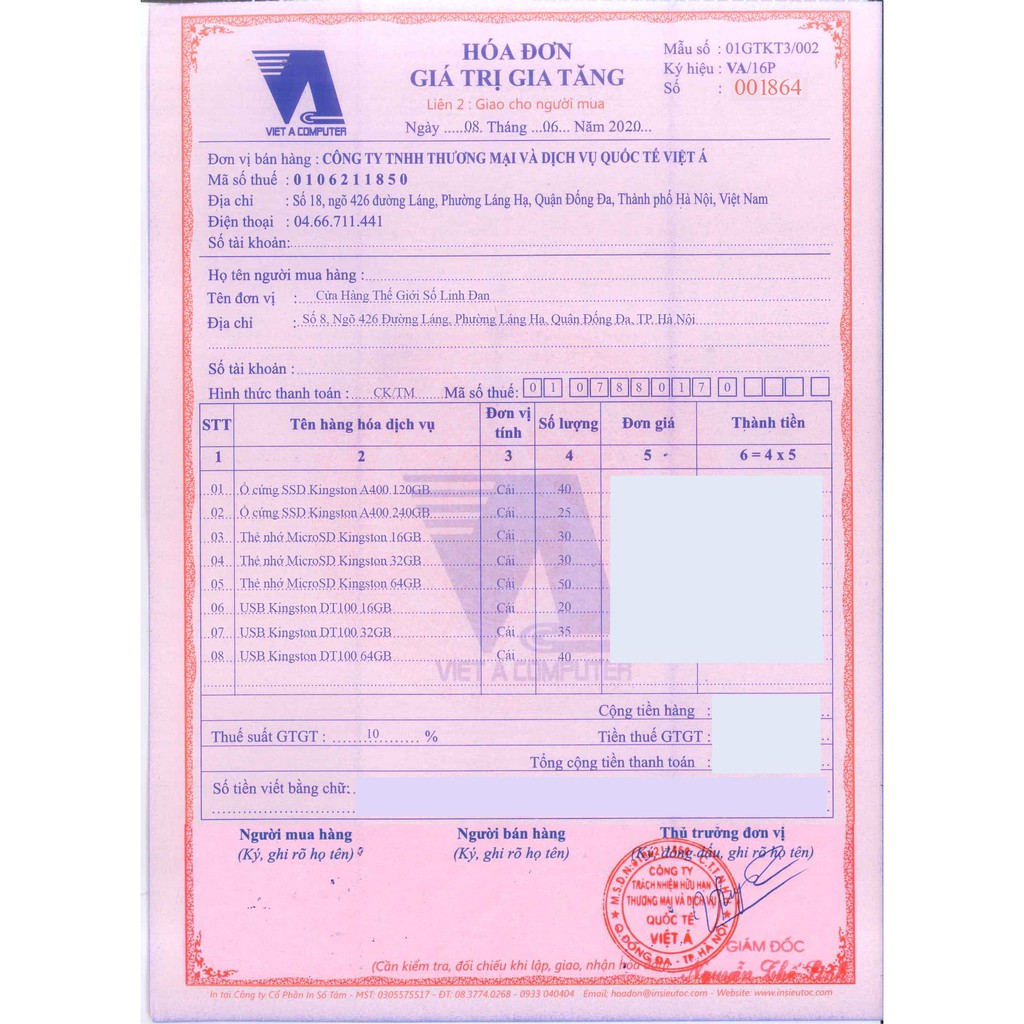 HÓA ĐƠN
GIÁ TRỊ GIA TĂNG
Liên 2 : Giao cho người mua
Ngày .....08. Tháng ...06... Năm 2020...
Mẫu số : 01GTKT3/002
Ký hiệu : VA/16P
Số : 001864
VIET A COMPUTER
Đơn vị bán hàng : CÔNG TY TNHH THƯƠNG MẠI VÀ DỊCH VỤ QUỐC TẾ VIỆT Á
Mã số thuế : 0106211850
Địa chỉ : Số 18, ngõ 426 đường Láng, Phường Láng Hạ, Quận Đống Đa, Thành phố Hà Nội, Việt Nam
Điện thoại : 04.66.711.441
Số tài khoản:
Họ tên người mua hàng :
Tên đơn vị : Cửa Hàng Thế Giới Số Linh Đan
Địa chỉ : Số 8, Ngõ 426 Đường Láng, Phường Láng Hạ, Quận Đống Đa, TP. Hà Nội
Số tài khoản :
Hình thức thanh toán : CK/TM Mã số thuế: 0 1 0 7 8 8 0 1 7 0
STT Tên hàng hóa dịch vụ Đơn vị tính Số lượng Đơn giá Thành tiền
1 2 3 4 5 6 = 4 x 5
01 Ổ cứng SSD Kingston A400 120GB Cái 40
02 Ổ cứng SSD Kingston A400 240GB Cái 25
03 Thẻ nhớ MicroSD Kingston 16GB Cái 30
04 Thẻ nhớ MicroSD Kingston 32GB Cái 30
05 Thẻ nhớ MicroSD Kingston 64GB Cái 50
06 USB Kingston DT100 16GB Cái 20
07 USB Kingston DT100 32GB Cái 35
08 USB Kingston DT100 64GB Cái 40
VIET A COMPUTER
Cộng tiền hàng :
Thuế suất GTGT : 10 % Tiền thuế GTGT :
Tổng cộng tiền thanh toán :
Số tiền viết bằng chữ:
Người mua hàng Người bán hàng Thủ trưởng đơn vị
(Ký, ghi rõ họ tên) (Ký, ghi rõ họ tên) (Ký, đóng dấu, ghi rõ họ tên)
CÔNG TY
TRÁCH NHIỆM HỮU HẠN
THƯƠNG MẠI VÀ DỊCH VỤ
QUỐC TẾ
VIỆT Á
Q.ĐỐNG ĐA - TP.HÀ NỘI
GIÁM ĐỐC
(Cần kiểm tra, đối chiếu khi lập, giao, nhận hóa
In tại Công ty Cổ Phần In Số Tám - MST: 0305575517 - ĐT: 08.3774.0268 - 0933 040404 Email: hoadon@insieutoc.com - Website: www.insieutoc.com